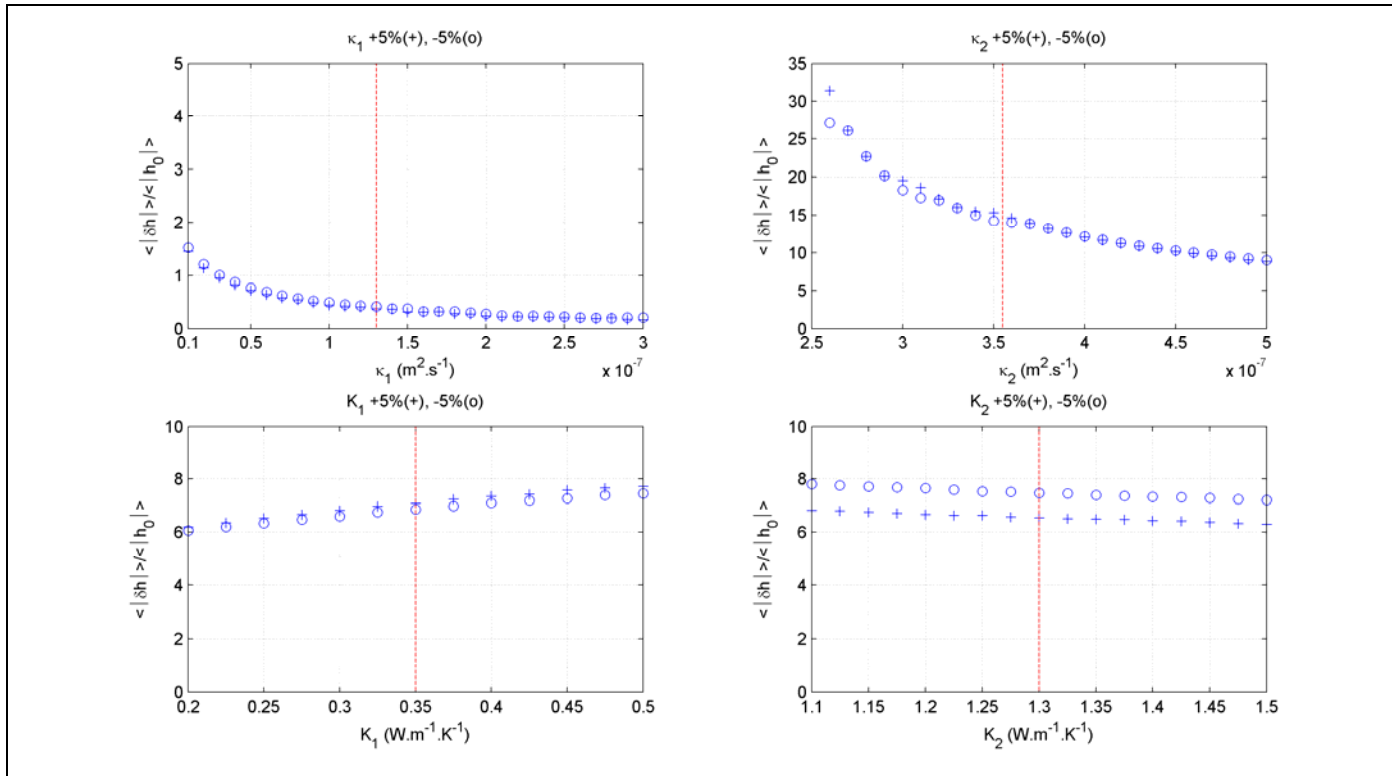 κ₁ +5%(+), -5%(o)
5
4
3
2
1
0
<|δh|>/<|h₀|>
0.1 0.5 1 1.5 2 2.5 3
κ₁ (m².s⁻¹) x 10⁻⁷
κ₂ +5%(+), -5%(o)
35
30
25
20
15
10
5
0
<|δh|>/<|h₀|>
2.5 3 3.5 4 4.5 5
κ₂ (m².s⁻¹) x 10⁻⁷
K₁ +5%(+), -5%(o)
10
8
6
4
2
0
<|δh|>/<|h₀|>
0.2 0.25 0.3 0.35 0.4 0.45 0.5
K₁ (W.m⁻¹.K⁻¹)
K₂ +5%(+), -5%(o)
10
8
6
4
2
0
<|δh|>/<|h₀|>
1.1 1.15 1.2 1.25 1.3 1.35 1.4 1.45 1.5
K₂ (W.m⁻¹.K⁻¹)